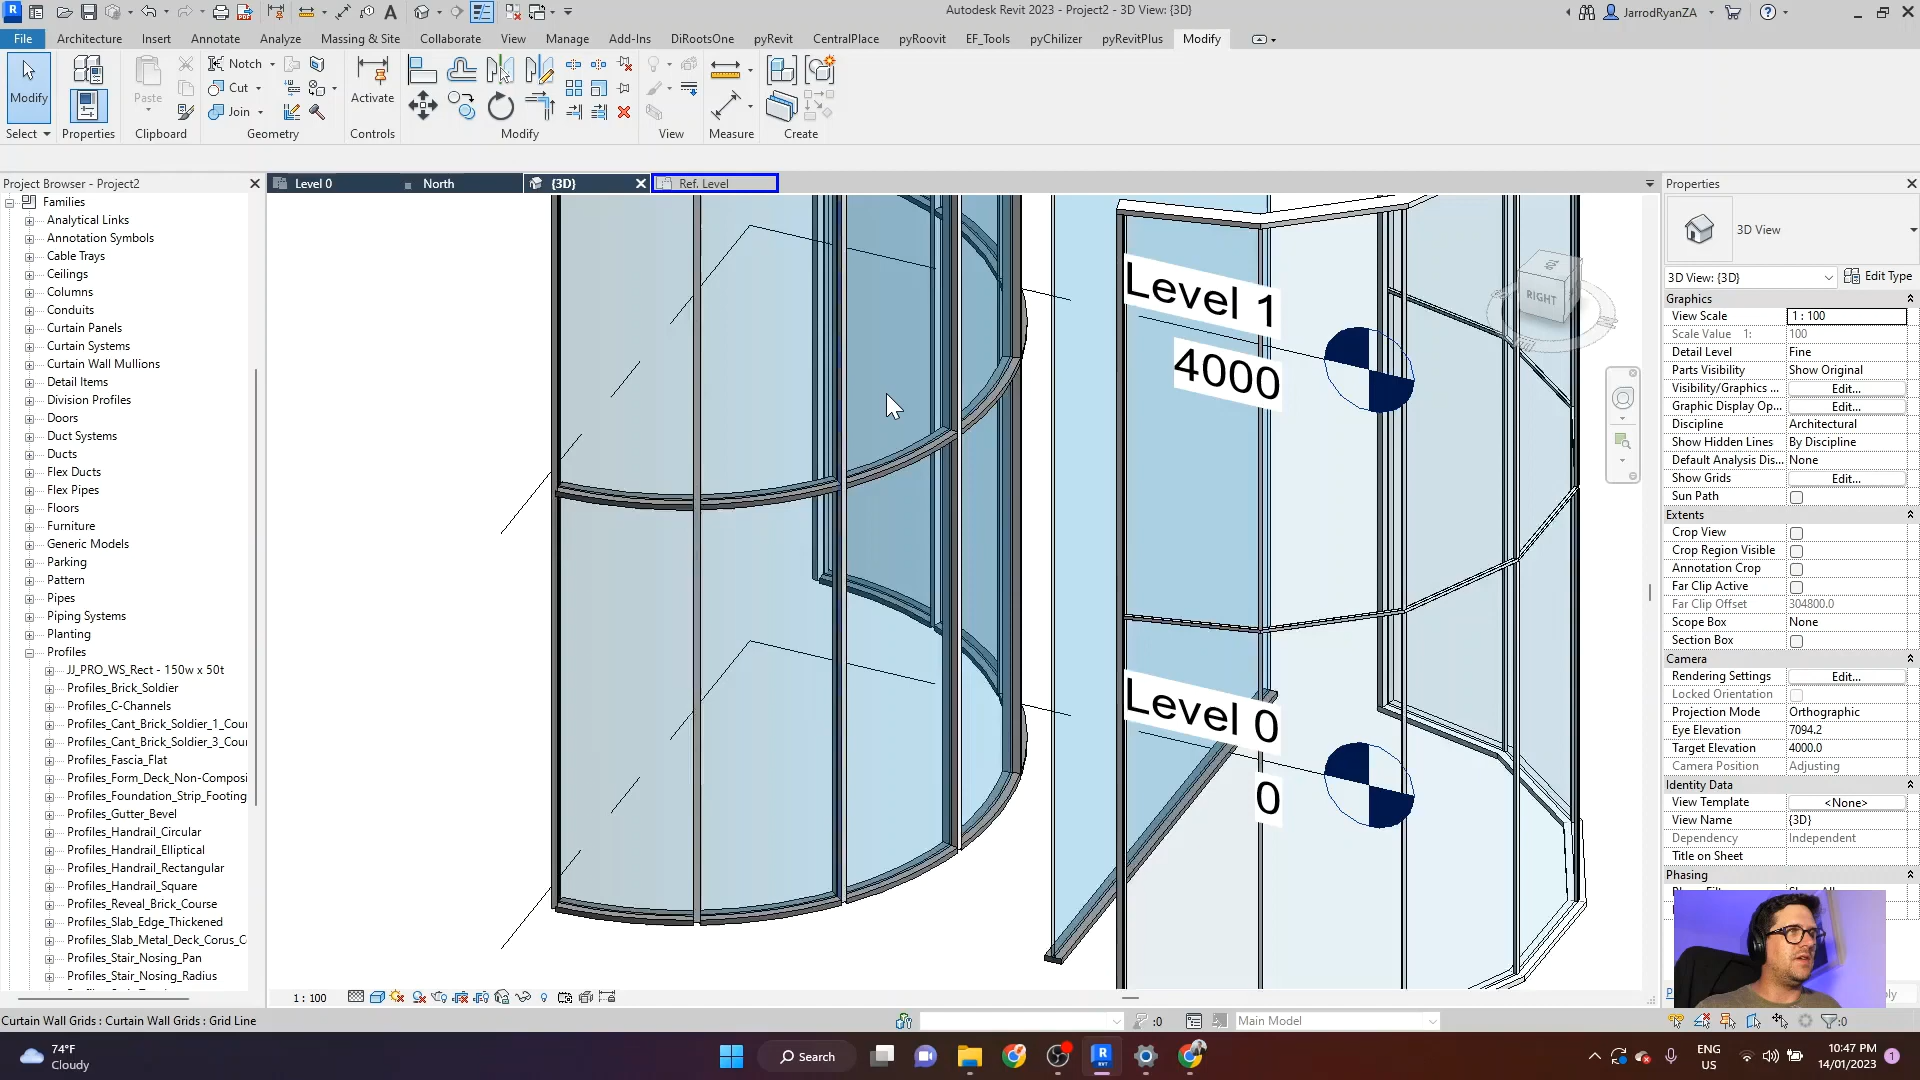 Autodesk Revit 2023 - Project2 - 3D View: {3D}
JarrodRyanZA
File
Architecture
Insert
Annotate
Analyze
Massing & Site
Collaborate
View
Manage
Add-Ins
DiRootsOne
pyRevit
CentralPlace
pyRoovit
EF_Tools
pyChilizer
pyRevitPlus
Modify
Modify
Paste
Notch
Cut
Join
Activate
Select
Properties
Clipboard
Geometry
Controls
Modify
View
Measure
Create
Project Browser - Project2
Families
Analytical Links
Annotation Symbols
Cable Trays
Ceilings
Columns
Conduits
Curtain Panels
Curtain Systems
Curtain Wall Mullions
Detail Items
Division Profiles
Doors
Duct Systems
Ducts
Flex Ducts
Flex Pipes
Floors
Furniture
Generic Models
Parking
Pattern
Pipes
Piping Systems
Planting
Profiles
JJ_PRO_WS_Rect - 150w x 50t
Profiles_Brick_Soldier
Profiles_C-Channels
Profiles_Cant_Brick_Soldier_1_Cou
Profiles_Cant_Brick_Soldier_3_Cou
Profiles_Fascia_Flat
Profiles_Form_Deck_Non-Composi
Profiles_Foundation_Strip_Footing
Profiles_Gutter_Bevel
Profiles_Handrail_Circular
Profiles_Handrail_Elliptical
Profiles_Handrail_Rectangular
Profiles_Handrail_Square
Profiles_Reveal_Brick_Course
Profiles_Slab_Edge_Thickened
Profiles_Slab_Metal_Deck_Corus_C
Profiles_Stair_Nosing_Pan
Profiles_Stair_Nosing_Radius
Level 0
North
{3D}
Ref. Level
Level 1
4000
Level 0
0
TOP
RIGHT
1 : 100
Properties
3D View
3D View: {3D}
Edit Type
Graphics
View Scale 1 : 100
Scale Value 1: 100
Detail Level Fine
Parts Visibility Show Original
Visibility/Graphics ... Edit...
Graphic Display Op... Edit...
Discipline Architectural
Show Hidden Lines By Discipline
Default Analysis Dis... None
Show Grids Edit...
Sun Path
Extents
Crop View
Crop Region Visible
Annotation Crop
Far Clip Active
Far Clip Offset 304800.0
Scope Box None
Section Box
Camera
Rendering Settings Edit...
Locked Orientation
Projection Mode Orthographic
Eye Elevation 7094.2
Target Elevation 4000.0
Camera Position Adjusting
Identity Data
View Template <None>
View Name {3D}
Dependency Independent
Title on Sheet
Phasing
Curtain Wall Grids : Curtain Wall Grids : Grid Line
:0
Main Model
:0
74°F
Cloudy
Search
ENG
US
10:47 PM
14/01/2023
1